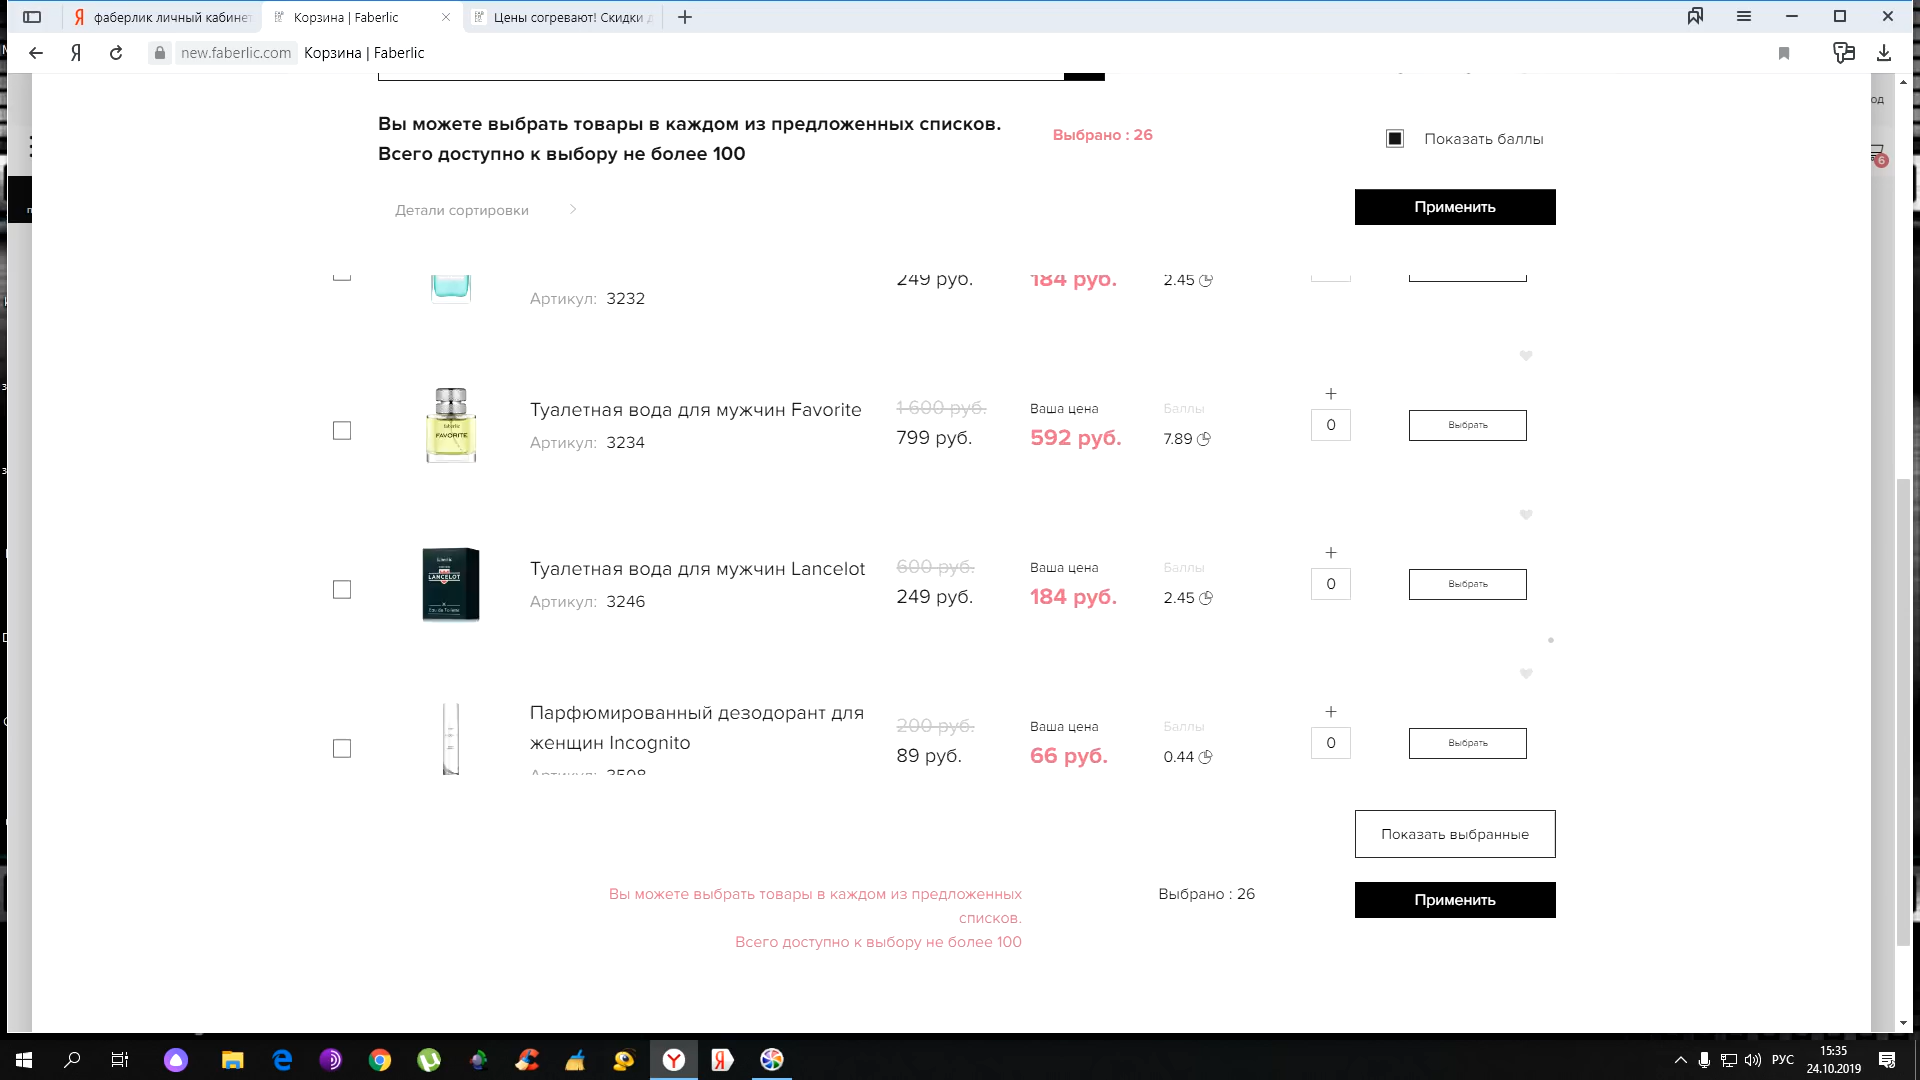 фаберлик личный кабинет
Корзина | Faberlic
Цены согревают! Скидки д
new.faberlic.com Корзина | Faberlic
Вы можете выбрать товары в каждом из предложенных списков.
Всего доступно к выбору не более 100
Выбрано : 26
Показать баллы
6
Детали сортировки
Применить
Артикул: 3232
249 руб.
184 руб.
2.45
FAVORITE
Туалетная вода для мужчин Favorite
Артикул: 3234
1 600 руб.
799 руб.
Ваша цена
592 руб.
Баллы
7.89
+
0
Выбрать
LANCELOT
Туалетная вода для мужчин Lancelot
Артикул: 3246
600 руб.
249 руб.
Ваша цена
184 руб.
Баллы
2.45
+
0
Выбрать
Парфюмированный дезодорант для
женщин Incognito
Артикул: 3508
200 руб.
89 руб.
Ваша цена
66 руб.
Баллы
0.44
+
0
Выбрать
Показать выбранные
Вы можете выбрать товары в каждом из предложенных
списков.
Всего доступно к выбору не более 100
Выбрано : 26
Применить
РУС
15:35
24.10.2019